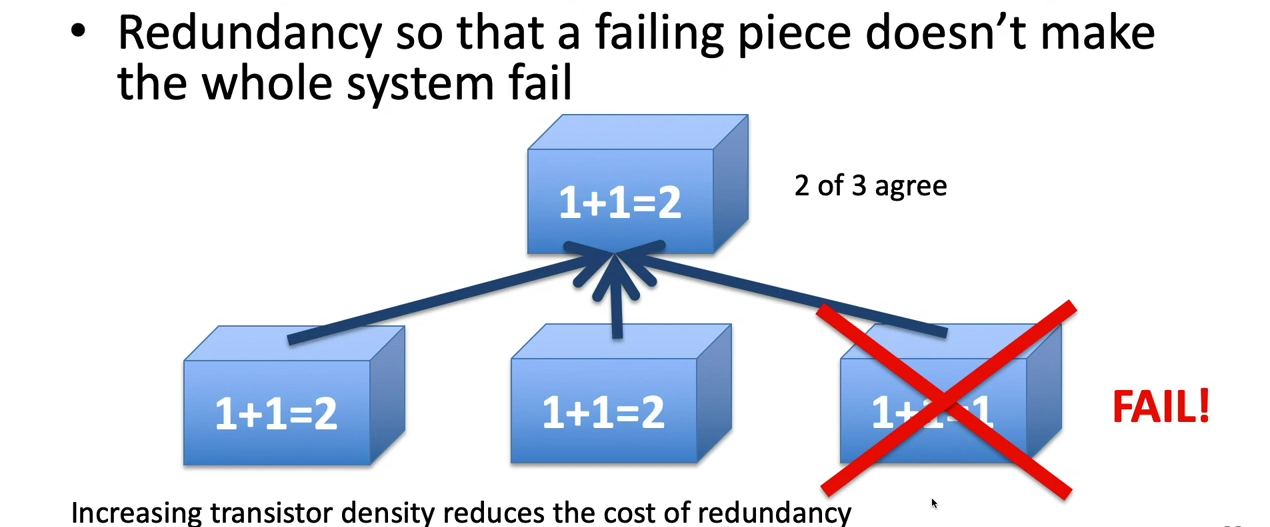 • Redundancy so that a failing piece doesn't make
the whole system fail
1+1=2
2 of 3 agree
1+1=2
1+1=2
1+1=1
FAIL!
Increasing transistor density reduces the cost of redundancy